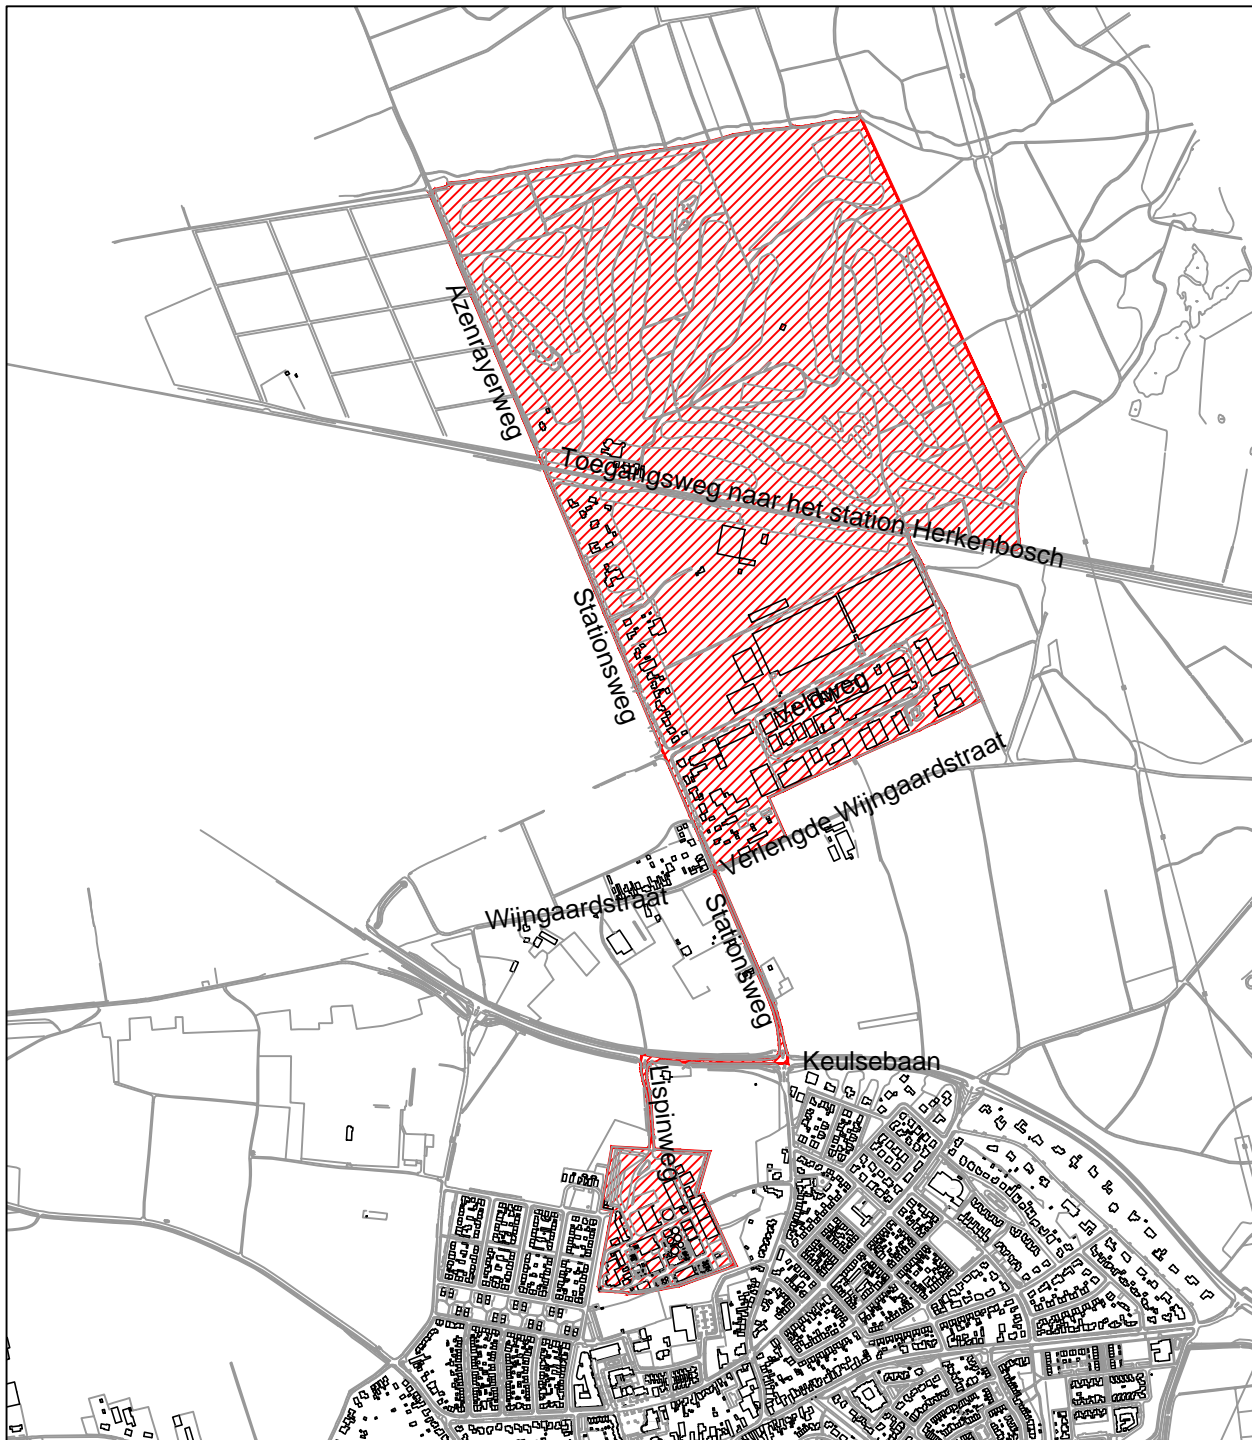 Azenrayerweg
Toegangsweg naar het station Herkenbosch
Stationsweg
Veldweg
Verlengde Wijngaardstraat
Wijngaardstraat
Stationsweg
Keulsebaan
Lispinweg